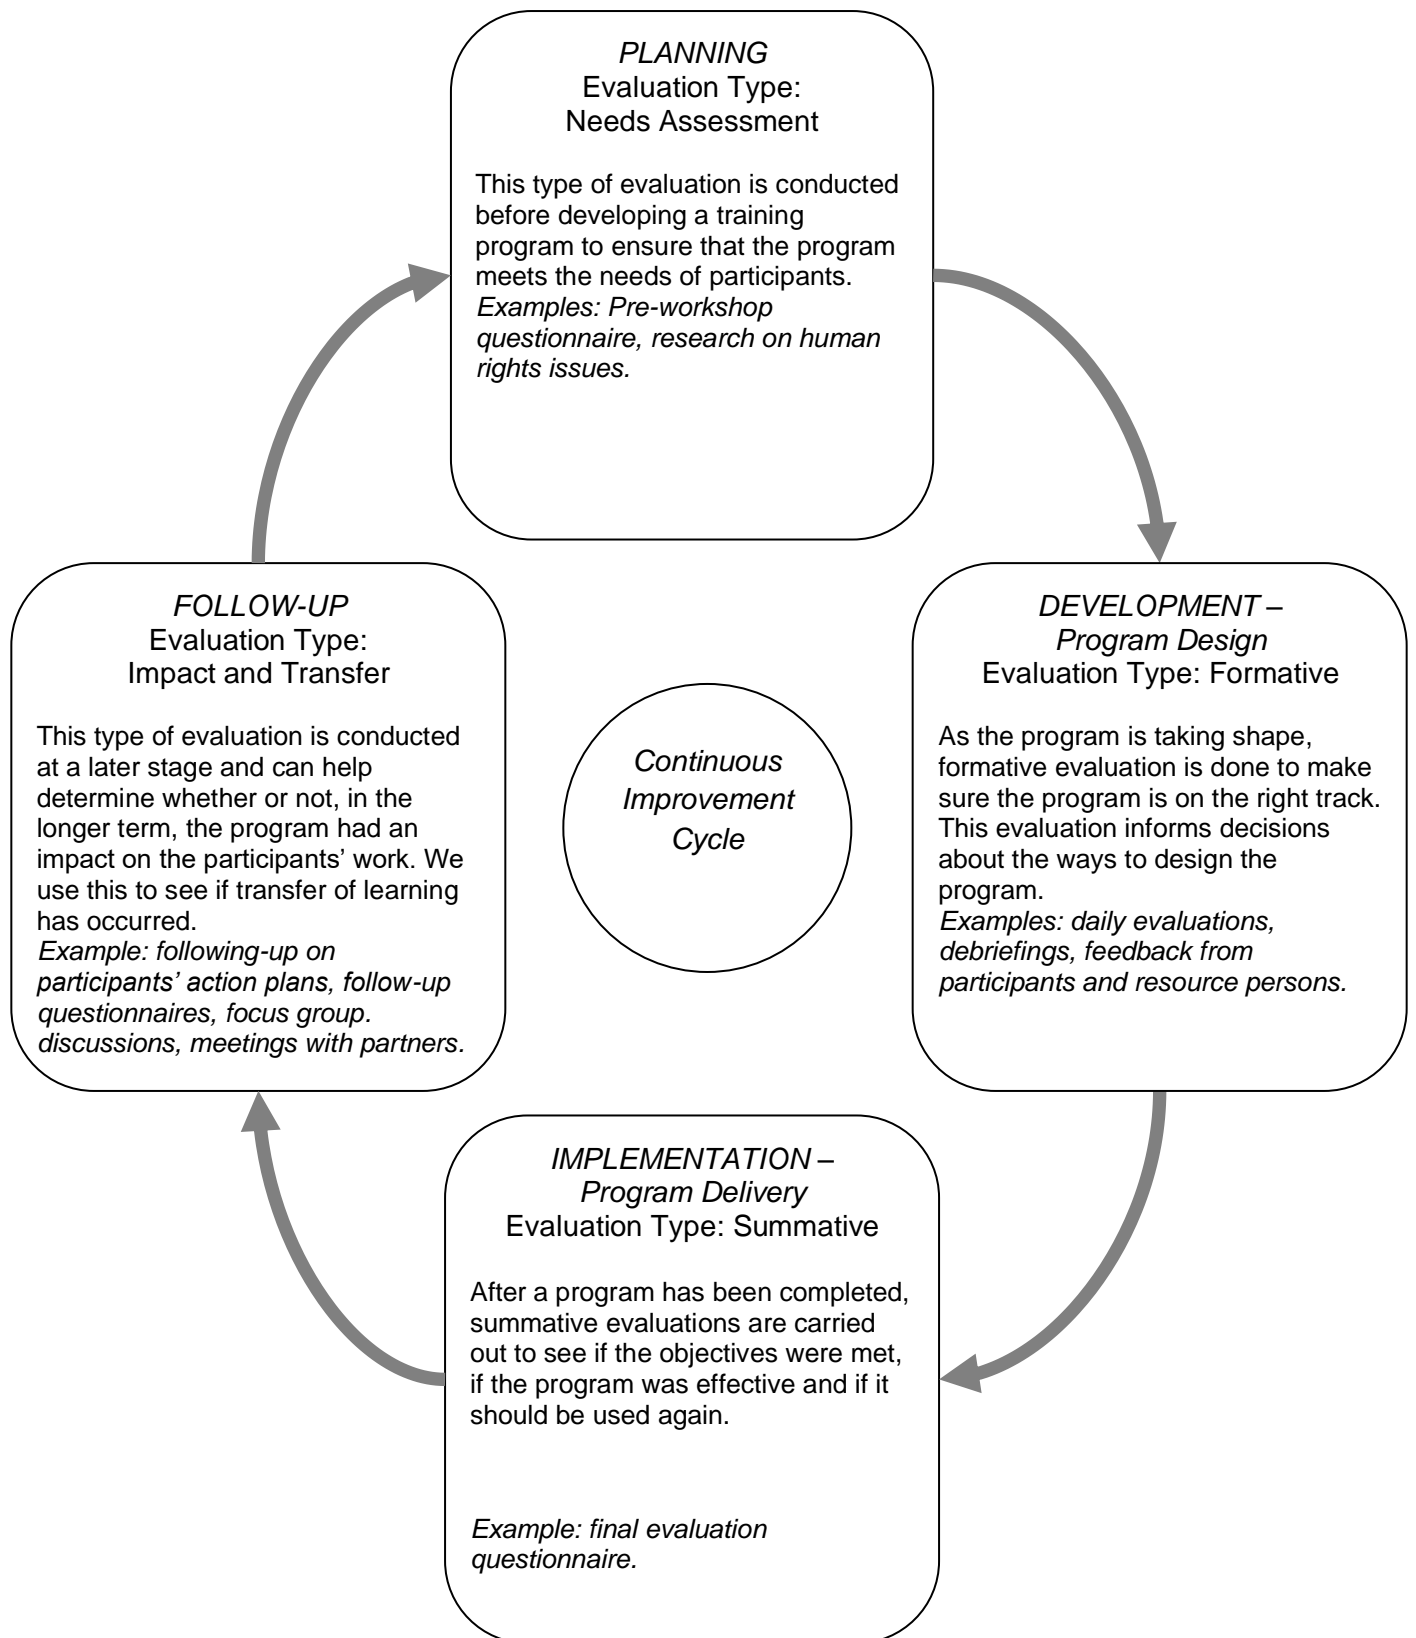 PLANNING
Evaluation Type:
Needs Assessment
This type of evaluation is conducted
before developing a training
program to ensure that the program
meets the needs of participants.
Examples: Pre-workshop
questionnaire, research on human
rights issues.
DEVELOPMENT –
Program Design
Evaluation Type: Formative
As the program is taking shape,
formative evaluation is done to make
sure the program is on the right track.
This evaluation informs decisions
about the ways to design the
program.
Examples: daily evaluations,
debriefings, feedback from
participants and resource persons.
IMPLEMENTATION –
Program Delivery
Evaluation Type: Summative
After a program has been completed,
summative evaluations are carried
out to see if the objectives were met,
if the program was effective and if it
should be used again.
Example: final evaluation
questionnaire.
FOLLOW-UP
Evaluation Type:
Impact and Transfer
This type of evaluation is conducted
at a later stage and can help
determine whether or not, in the
longer term, the program had an
impact on the participants’ work. We
use this to see if transfer of learning
has occurred.
Example: following-up on
participants’ action plans, follow-up
questionnaires, focus group.
discussions, meetings with partners.
Continuous
Improvement
Cycle